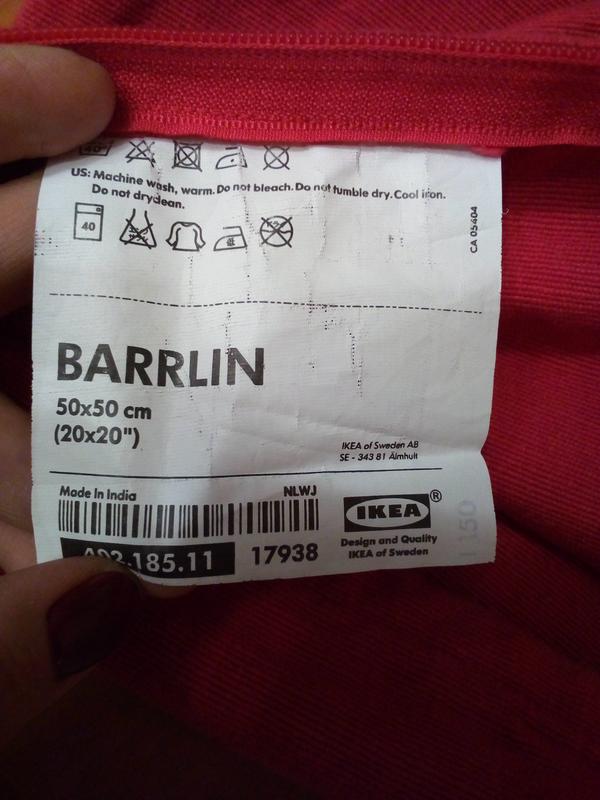 40°
US: Machine wash, warm. Do not bleach. Do not tumble dry. Cool iron.
Do not dryclean.
40
CA 05404
BARRLIN
50x50 cm
(20x20")
IKEA of Sweden AB
SE - 343 81 Älmhult
Made in India
NLWJ
.185.11
17938
IKEA®
Design and Quality
IKEA of Sweden
150